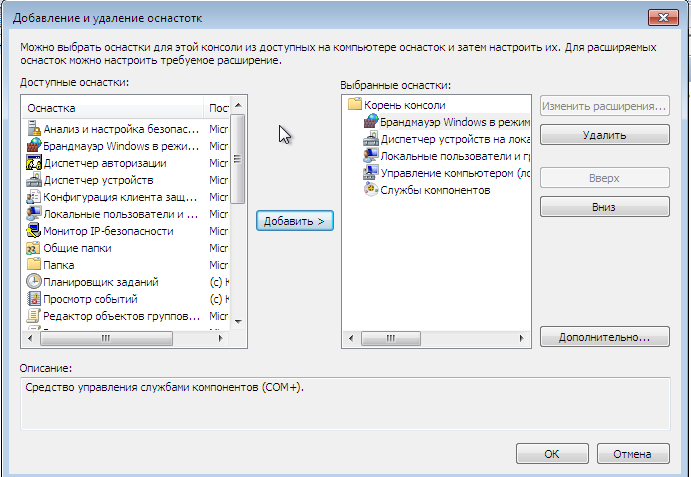 Добавление и удаление оснастотк
Можно выбрать оснастки для этой консоли из доступных на компьютере оснасток и затем настроить их. Для расширяемых
оснасток можно настроить требуемое расширение.
Доступные оснастки:
Оснастка Пост
Анализ и настройка безопас... Micr
Брандмауэр Windows в режи... Micr
Диспетчер авторизации Micr
Диспетчер устройств Micr
Конфигурация клиента защ... Micr
Локальные пользователи и ... Micr
Монитор IP-безопасности Micr
Общие папки Micr
Папка Micr
Планировщик заданий (c) К
Просмотр событий (c) К
Редактор объектов группов... Micr
Добавить >
Выбранные оснастки:
Корень консоли
Брандмауэр Windows в режим
Диспетчер устройств на лока
Локальные пользователи и гр
Управление компьютером (ло
Службы компонентов
Изменить расширения...
Удалить
Вверх
Вниз
Дополнительно...
Описание:
Средство управления службами компонентов (COM+).
ОК
Отмена